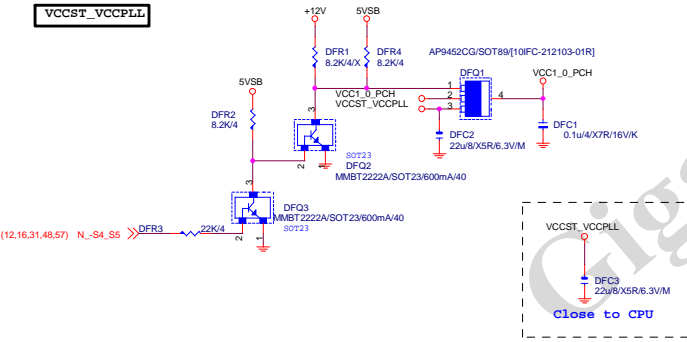 VCCST_VCCPLL
+12V
5VSB
DFR1
8.2K/4/X
DFR4
8.2K/4
AP9452CG/SOT89/[10IFC-212103-01R]
DFQ1
VCC1_0_PCH
5VSB
VCC1_0_PCH
VCCST_VCCPLL
1
2
3
4
DFR2
8.2K/4
3
DFC2
22u/8/X5R/6.3V/M
DFC1
0.1u/4/X7R/16V/K
2
1
SOT23
DFQ2
MMBT2222A/SOT23/600mA/40
3
DFQ3
MMBT2222A/SOT23/600mA/40
SOT23
(12,16,31,48,57) N_-S4_S5
DFR3
22K/4
2
1
VCCST_VCCPLL
DFC3
22u/8/X5R/6.3V/M
Close to CPU
Giga